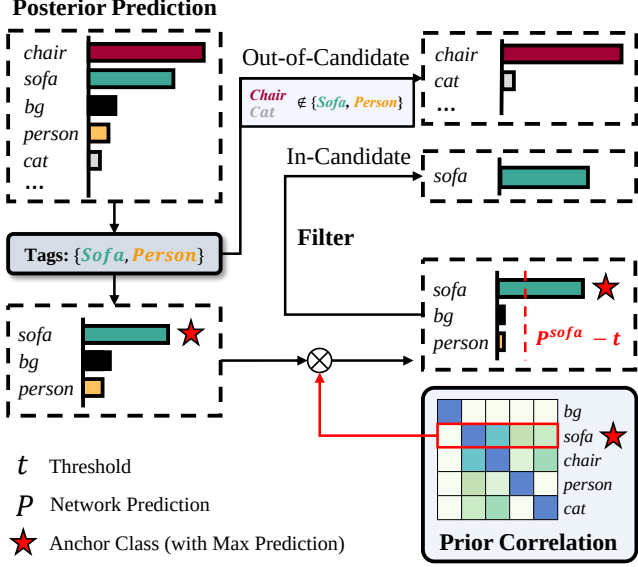 Posterior Prediction
chair
sofa
bg
person
cat
...
Out-of-Candidate
Chair ∉ {Sofa, Person}
Cat
chair
cat
...
In-Candidate
sofa
Tags: {Sofa, Person}
Filter
sofa
bg
person
sofa
bg
person
P^sofa − t
bg
sofa
chair
person
cat
Prior Correlation
t Threshold
P Network Prediction
Anchor Class (with Max Prediction)